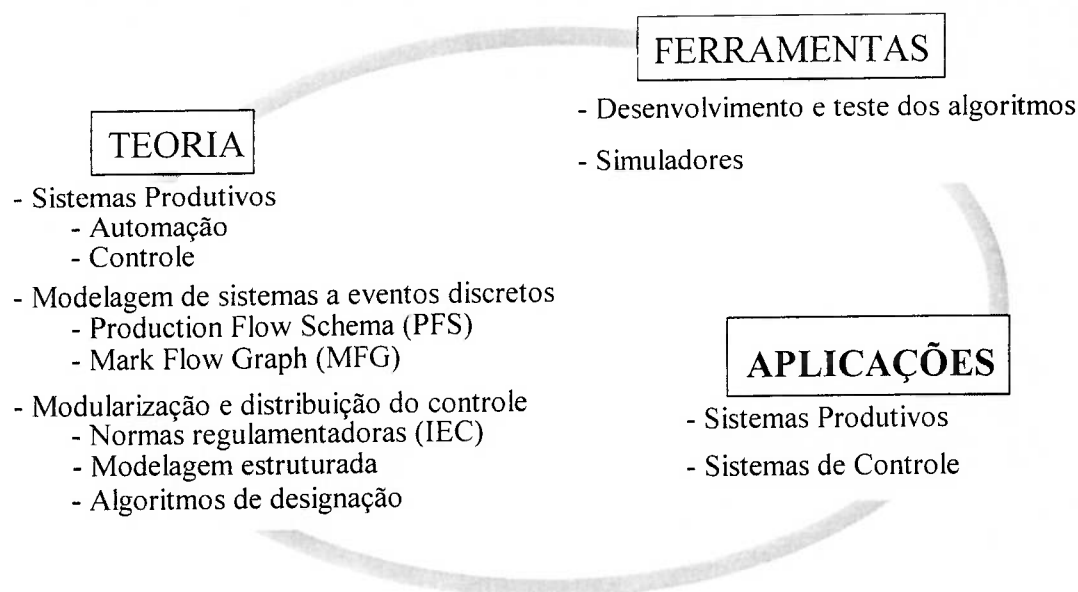 FERRAMENTAS
- Desenvolvimento e teste dos algoritmos
- Simuladores
TEORIA
- Sistemas Produtivos
- Automação
- Controle
- Modelagem de sistemas a eventos discretos
- Production Flow Schema (PFS)
- Mark Flow Graph (MFG)
- Modularização e distribuição do controle
- Normas regulamentadoras (IEC)
- Modelagem estruturada
- Algoritmos de designação
APLICAÇÕES
- Sistemas Produtivos
- Sistemas de Controle